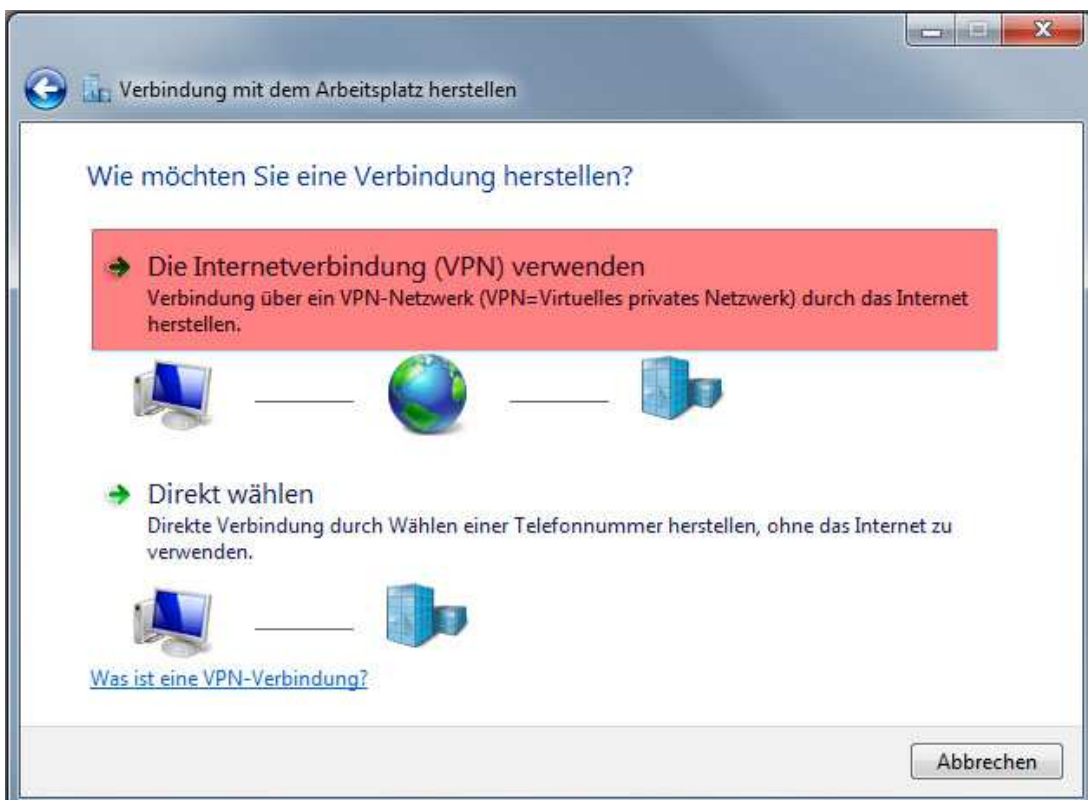 Verbindung mit dem Arbeitsplatz herstellen
Wie möchten Sie eine Verbindung herstellen?
Die Internetverbindung (VPN) verwenden
Verbindung über ein VPN-Netzwerk (VPN=Virtuelles privates Netzwerk) durch das Internet
herstellen.
Direkt wählen
Direkte Verbindung durch Wählen einer Telefonnummer herstellen, ohne das Internet zu
verwenden.
Was ist eine VPN-Verbindung?
Abbrechen